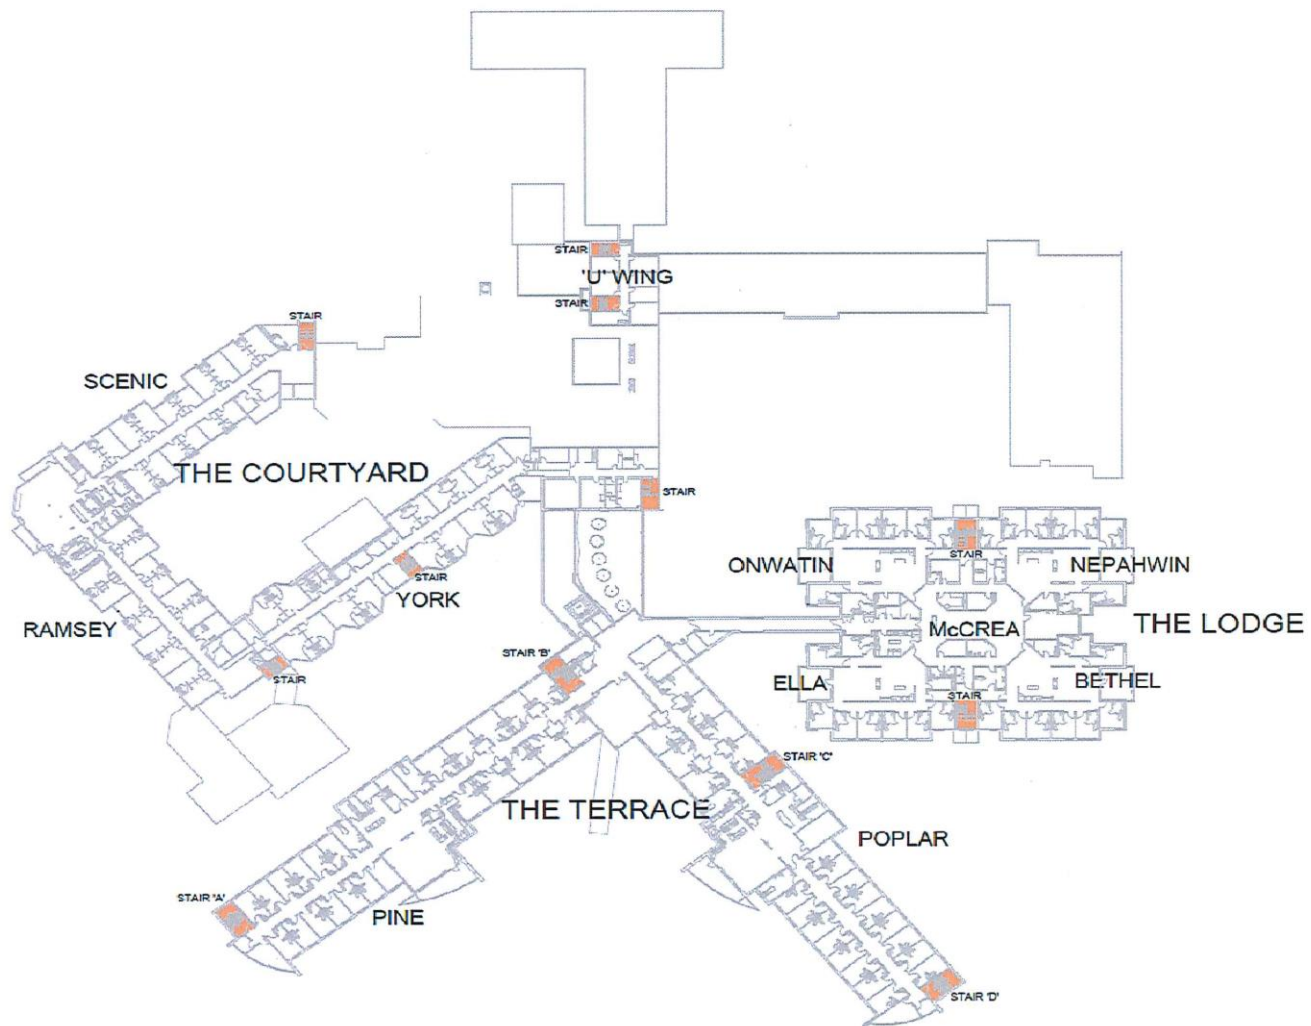 STAIR
'U' WING
STAIR
STAIR
SCENIC
THE COURTYARD
STAIR
ONWATIN
STAIR
NEPAHWIN
STAIR
YORK
RAMSEY
McCREA
THE LODGE
STAIR 'B'
STAIR
ELLA
BETHEL
STAIR
STAIR 'C'
THE TERRACE
POPLAR
STAIR 'A'
PINE
STAIR 'D'